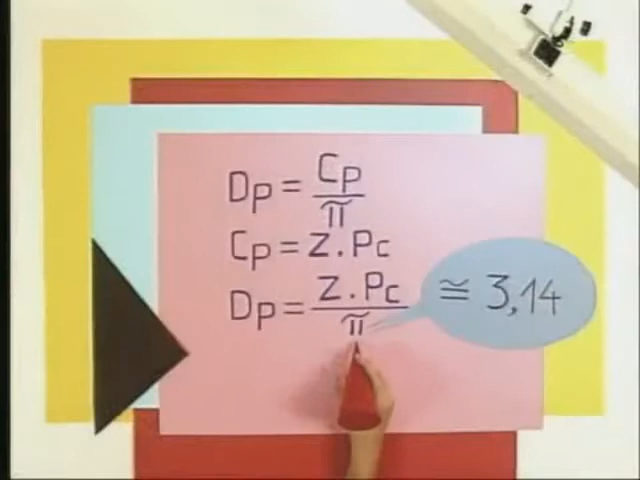 Dp = Cp/π
Cp = Z . Pc
Dp = Z . Pc/π
≅ 3,14